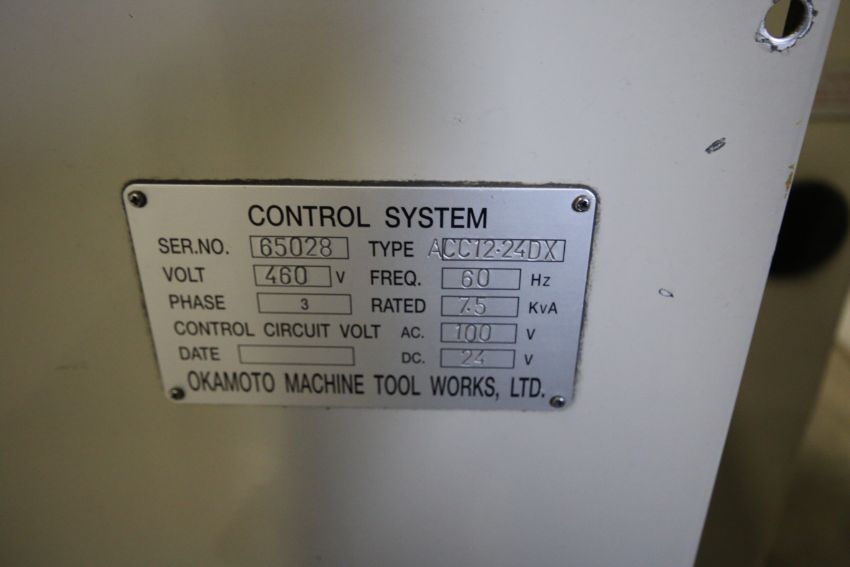 CONTROL SYSTEM
SER.NO. 65028 TYPE ACC12·24DX
VOLT 460 V FREQ. 60 Hz
PHASE 3 RATED 7.5 KvA
CONTROL CIRCUIT VOLT AC. 100 V
DATE DC. 24 V
OKAMOTO MACHINE TOOL WORKS, LTD.